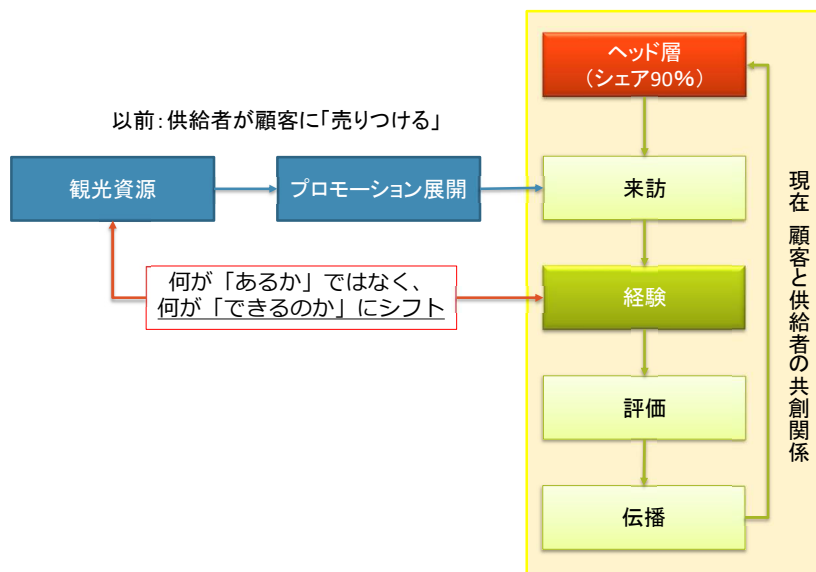 ヘッド層
（シェア90%）
以前：供給者が顧客に「売りつける」
観光資源
プロモーション展開
来訪
何が「あるか」ではなく、
何が「できるのか」にシフト
経験
評価
伝播
現在 顧客と供給者の共創関係